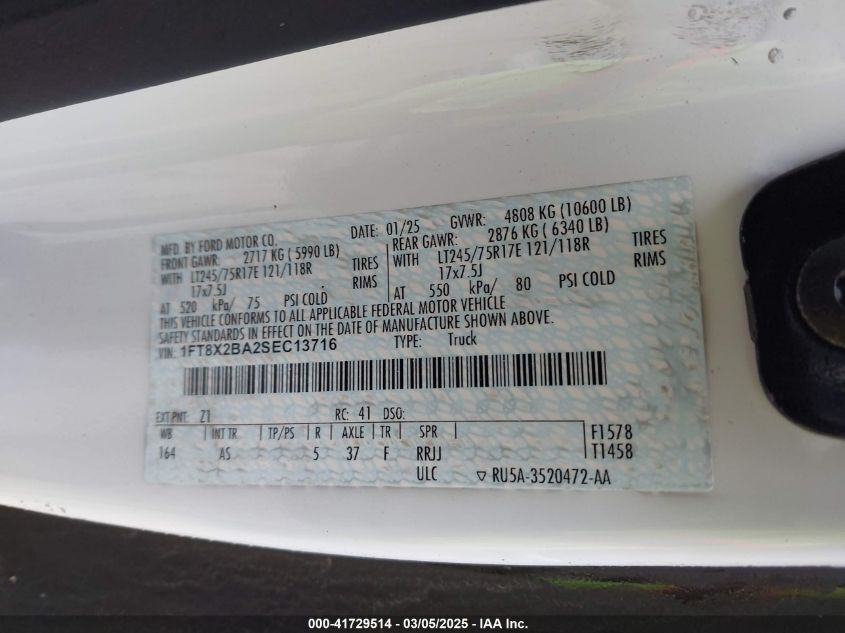 MFD. BY FORD MOTOR CO.
DATE: 01/25 GVWR: 4808 KG (10600 LB)
FRONT GAWR: 2717 KG ( 5990 LB) REAR GAWR: 2876 KG ( 6340 LB)
WITH LT245/75R17E 121/118R TIRES WITH LT245/75R17E 121/118R TIRES
17x7.5J RIMS 17x7.5J RIMS
AT 520 kPa/ 75 PSI COLD AT 550 kPa/ 80 PSI COLD
THIS VEHICLE CONFORMS TO ALL APPLICABLE FEDERAL MOTOR VEHICLE
SAFETY STANDARDS IN EFFECT ON THE DATE OF MANUFACTURE SHOWN ABOVE.
VIN: 1FT8X2BA2SEC13716 TYPE: Truck
EXT PNT: Z1 RC: 41 DSO:
WB INT TR TP/PS R AXLE TR SPR F1578
164 AS 5 37 F RRJJ T1458
ULC ▽ RU5A-3520472-AA
000-41729514 - 03/05/2025 - IAA Inc.